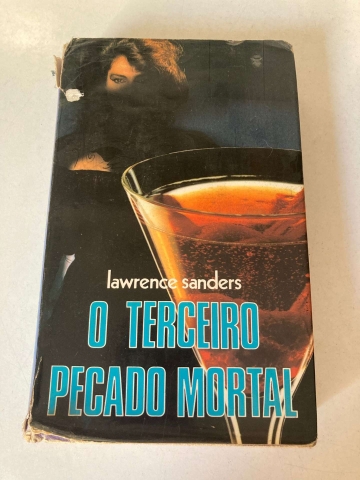 lawrence sanders
O TERCEIRO
PECADO MORTAL